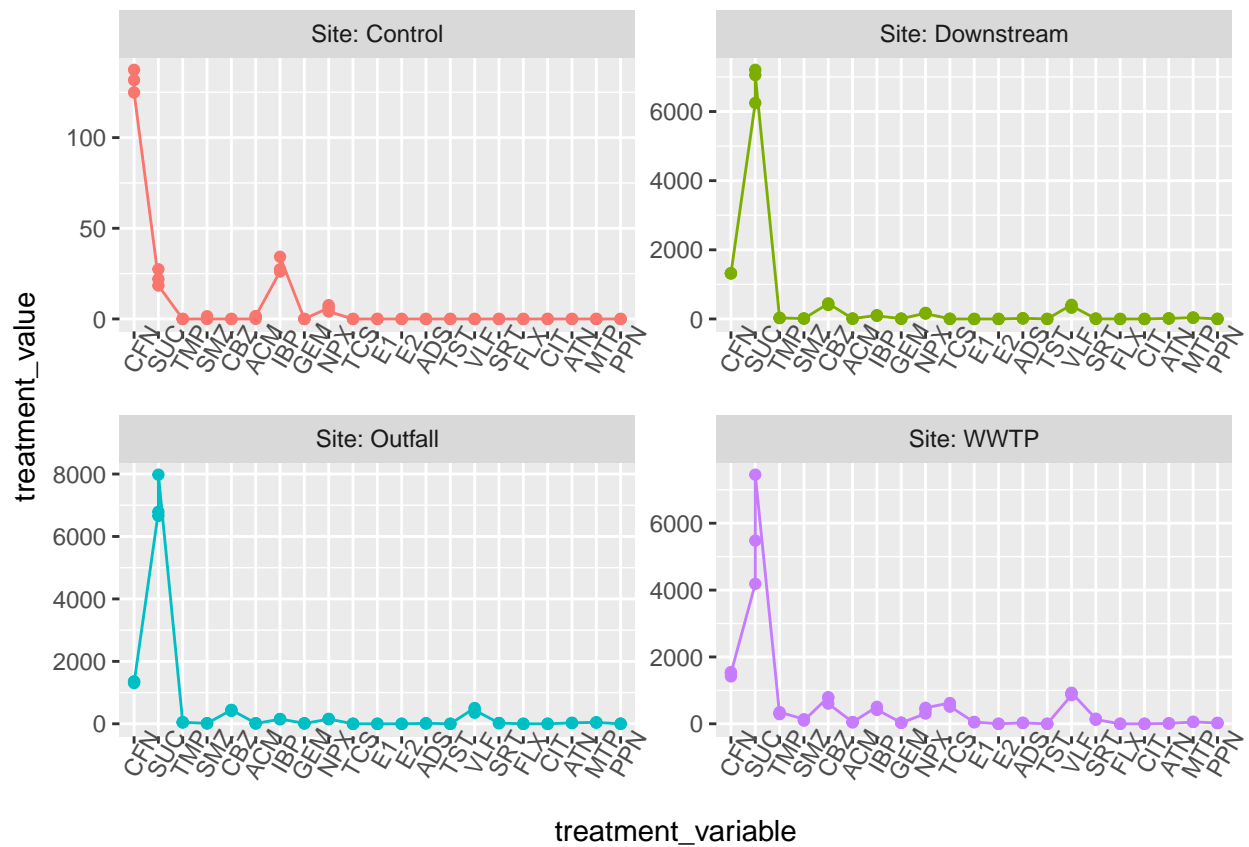 Site: Control
Site: Downstream
100
50
0
6000
4000
2000
0
CFN SUC TMP SMZ CBZ ACM IBP GEM NPX TCS E1 E2 ADS TST VLF SRT FLX CIT ATN MTP PPN
CFN SUC TMP SMZ CBZ ACM IBP GEM NPX TCS E1 E2 ADS TST VLF SRT FLX CIT ATN MTP PPN
treatment_value
Site: Outfall
Site: WWTP
8000
6000
4000
2000
0
6000
4000
2000
0
CFN SUC TMP SMZ CBZ ACM IBP GEM NPX TCS E1 E2 ADS TST VLF SRT FLX CIT ATN MTP PPN
CFN SUC TMP SMZ CBZ ACM IBP GEM NPX TCS E1 E2 ADS TST VLF SRT FLX CIT ATN MTP PPN
treatment_variable